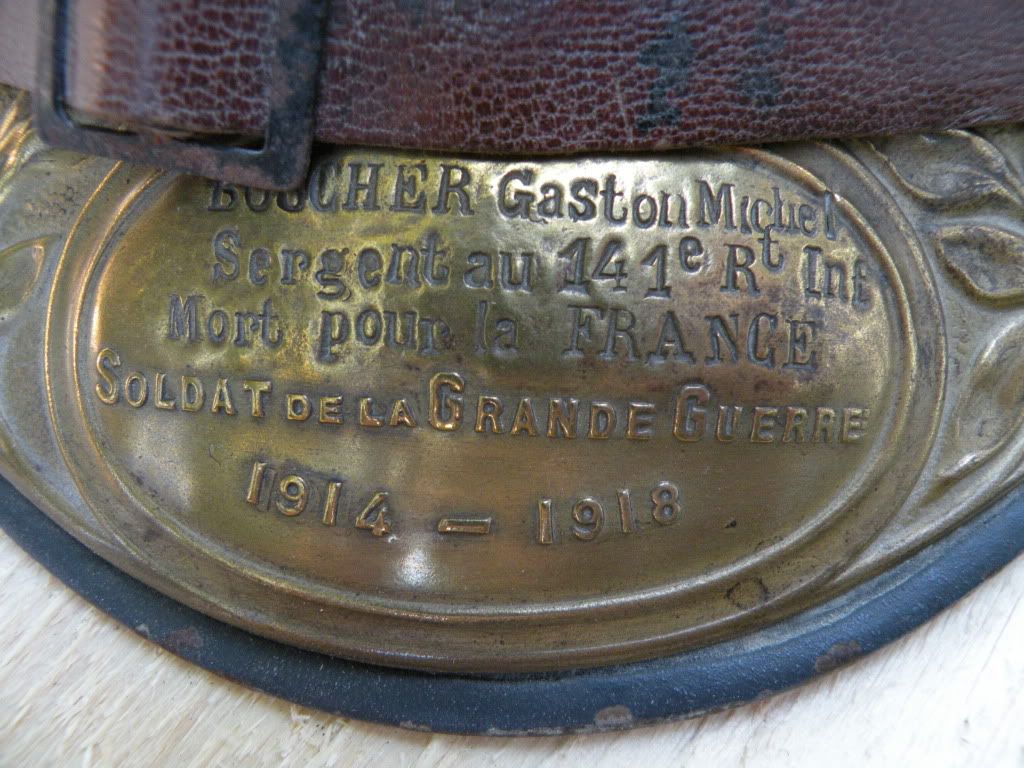 BOUCHER Gaston Michel
Sergent au 141e Rt Inf
Mort pour la FRANCE
SOLDAT DE LA GRANDE GUERRE
1914 - 1918